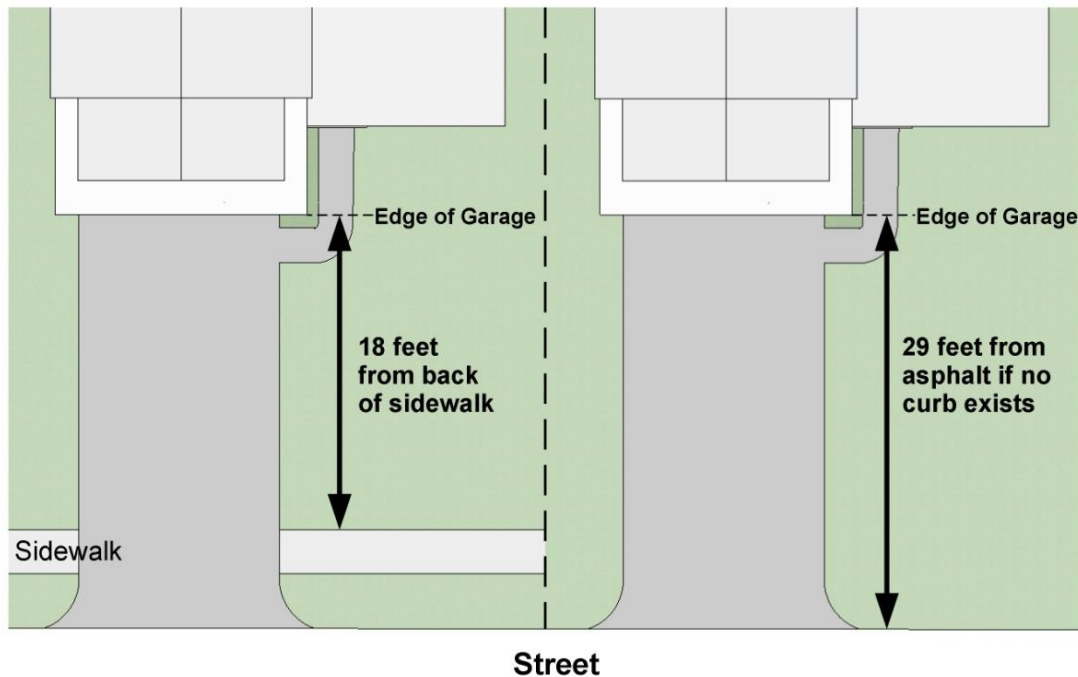 Edge of Garage
18 feet
from back
of sidewalk
Sidewalk
Edge of Garage
29 feet from
asphalt if no
curb exists
Street